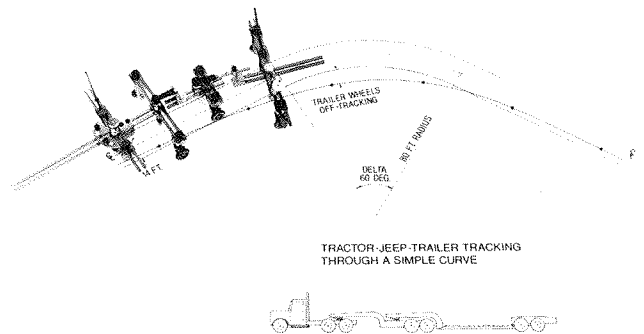 TRAILER WHEELS
OFF-TRACKING
14 FT.
80 FT RADIUS
DELTA
60 DEG.
TRACTOR-JEEP-TRAILER TRACKING
THROUGH A SIMPLE CURVE